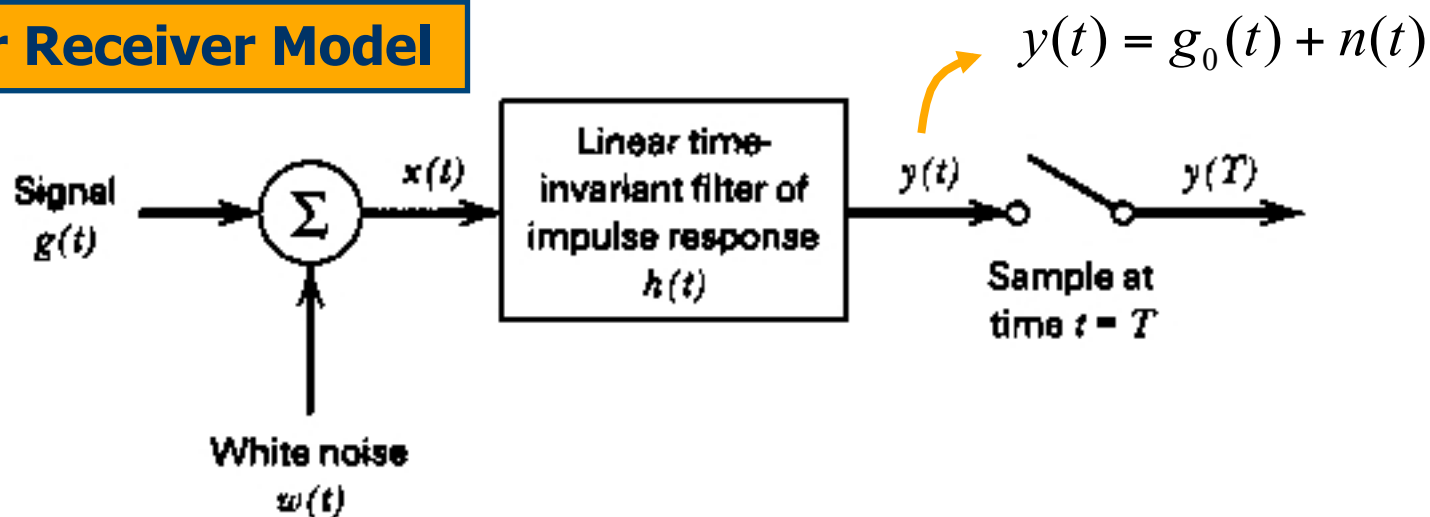 r Receiver Model
y(t) = g₀(t) + n(t)
Signal
g(t)
Σ
x(t)
Linear time-
invariant filter of
impulse response
h(t)
y(t)
y(T)
Sample at
time t = T
White noise
w(t)